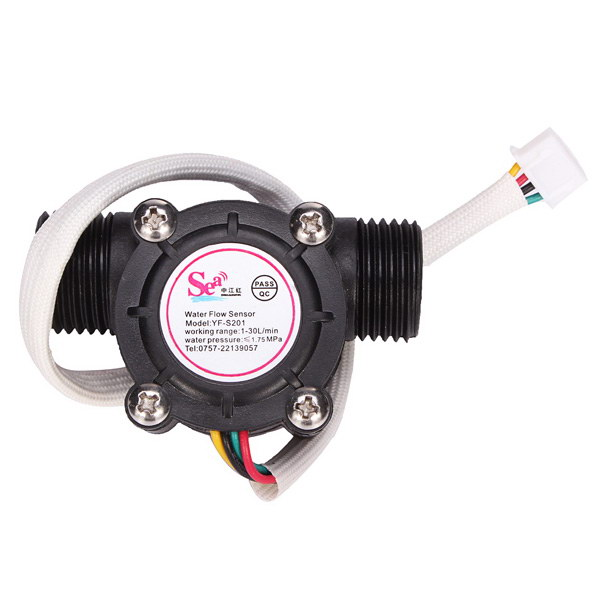 Sea 中江红
PASS
QC
Water Flow Sensor
Model:YF-S201
working range:1-30L/min
water pressure:≤1.75MPa
Tel:0757-22139057